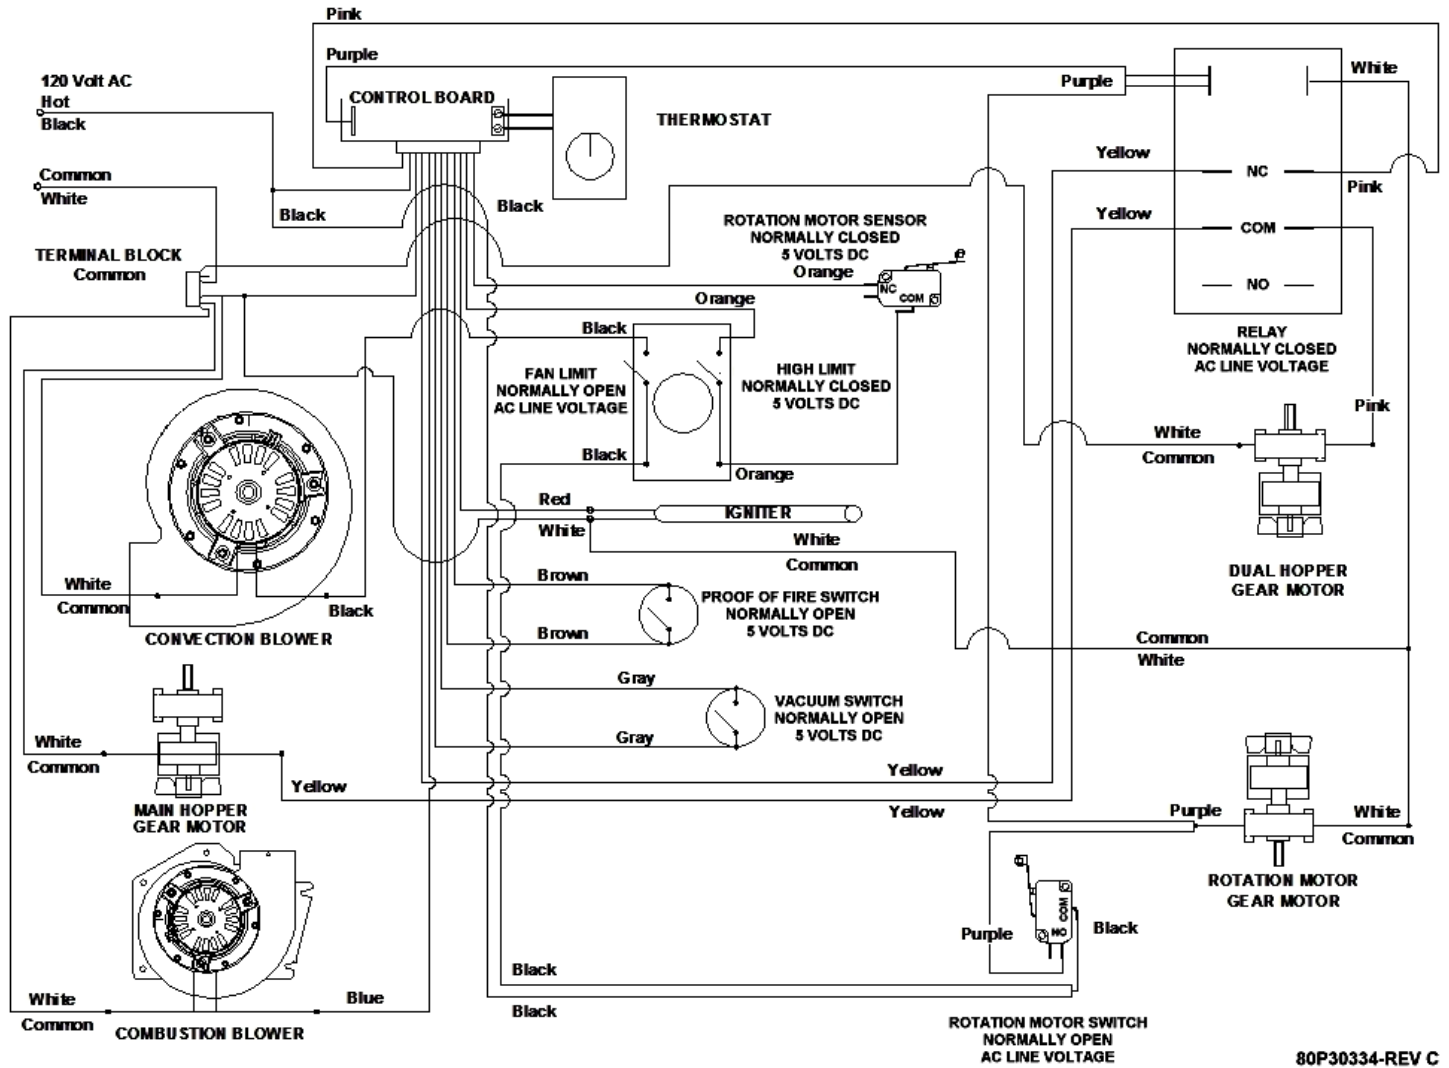 Pink
Purple
120 Volt AC
Hot
Black
CONTROL BOARD
THERMOSTAT
Common
White
Black
Black
TERMINAL BLOCK
Common
Purple
White
Yellow
NC
Pink
Yellow
COM
NO
RELAY
NORMALLY CLOSED
AC LINE VOLTAGE
ROTATION MOTOR SENSOR
NORMALLY CLOSED
5 VOLTS DC
Orange
NC
COM
Orange
Black
FAN LIMIT
NORMALLY OPEN
AC LINE VOLTAGE
HIGH LIMIT
NORMALLY CLOSED
5 VOLTS DC
Black
Orange
Pink
White
Common
DUAL HOPPER
GEAR MOTOR
Red
White
IGNITER
White
Common
Brown
PROOF OF FIRE SWITCH
NORMALLY OPEN
5 VOLTS DC
Brown
White
Common
Black
CONVECTION BLOWER
Common
White
Gray
VACUUM SWITCH
NORMALLY OPEN
5 VOLTS DC
Gray
White
Common
Yellow
MAIN HOPPER
GEAR MOTOR
Yellow
Yellow
Purple
White
Common
ROTATION MOTOR
GEAR MOTOR
COM
NO
Purple
Black
Black
Black
White
Common
Blue
COMBUSTION BLOWER
ROTATION MOTOR SWITCH
NORMALLY OPEN
AC LINE VOLTAGE
80P30334-REV C